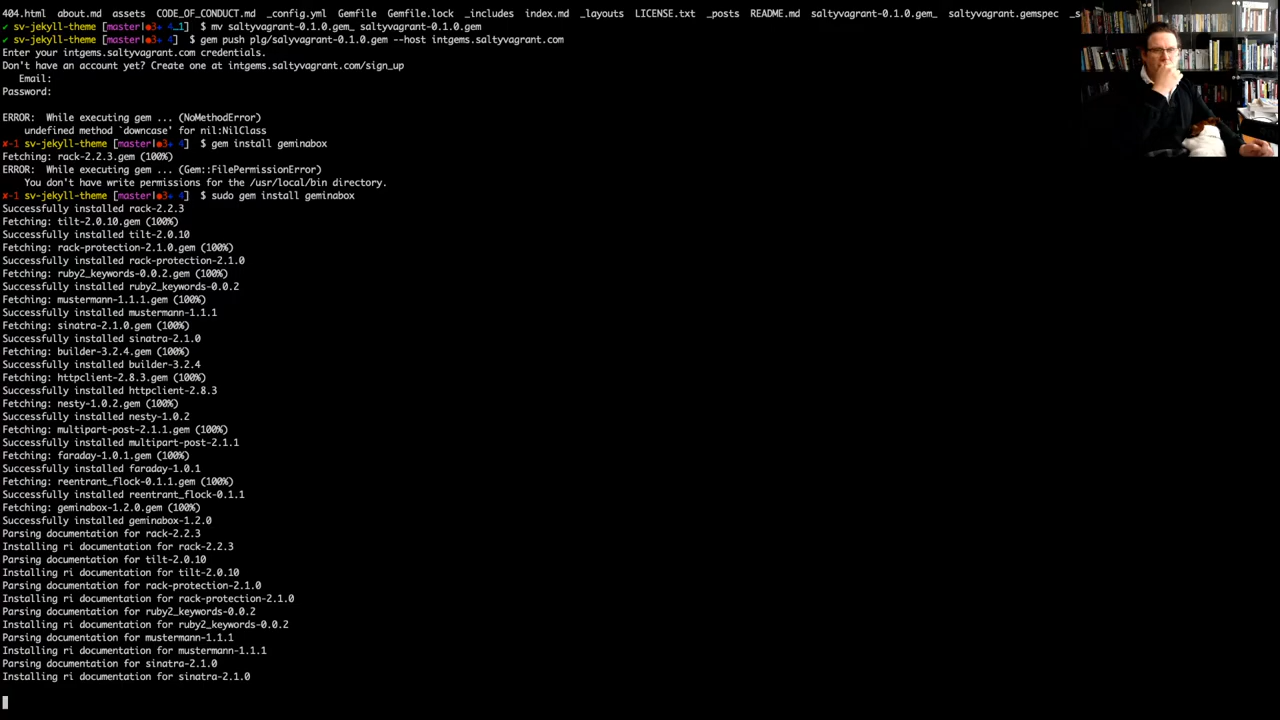 404.html about.md assets CODE_OF_CONDUCT.md _config.yml Gemfile Gemfile.lock _includes index.md _layouts LICENSE.txt _posts README.md saltyvagrant-0.1.0.gem_ saltyvagrant.gemspec _s
✔ sv-jekyll-theme [master|●3+ 4_1] $ mv saltyvagrant-0.1.0.gem_ saltyvagrant-0.1.0.gem
✔ sv-jekyll-theme [master|●3+ 4] $ gem push plg/salyvagrant-0.1.0.gem --host intgems.saltyvagrant.com
Enter your intgems.saltyvagrant.com credentials.
Don't have an account yet? Create one at intgems.saltyvagrant.com/sign_up
Email:
Password:
ERROR: While executing gem ... (NoMethodError)
undefined method `downcase' for nil:NilClass
✘-1 sv-jekyll-theme [master|●3+ 4] $ gem install geminabox
Fetching: rack-2.2.3.gem (100%)
ERROR: While executing gem ... (Gem::FilePermissionError)
You don't have write permissions for the /usr/local/bin directory.
✘-1 sv-jekyll-theme [master|●3+ 4] $ sudo gem install geminabox
Successfully installed rack-2.2.3
Fetching: tilt-2.0.10.gem (100%)
Successfully installed tilt-2.0.10
Fetching: rack-protection-2.1.0.gem (100%)
Successfully installed rack-protection-2.1.0
Fetching: ruby2_keywords-0.0.2.gem (100%)
Successfully installed ruby2_keywords-0.0.2
Fetching: mustermann-1.1.1.gem (100%)
Successfully installed mustermann-1.1.1
Fetching: sinatra-2.1.0.gem (100%)
Successfully installed sinatra-2.1.0
Fetching: builder-3.2.4.gem (100%)
Successfully installed builder-3.2.4
Fetching: httpclient-2.8.3.gem (100%)
Successfully installed httpclient-2.8.3
Fetching: nesty-1.0.2.gem (100%)
Successfully installed nesty-1.0.2
Fetching: multipart-post-2.1.1.gem (100%)
Successfully installed multipart-post-2.1.1
Fetching: faraday-1.0.1.gem (100%)
Successfully installed faraday-1.0.1
Fetching: reentrant_flock-0.1.1.gem (100%)
Successfully installed reentrant_flock-0.1.1
Fetching: geminabox-1.2.0.gem (100%)
Successfully installed geminabox-1.2.0
Parsing documentation for rack-2.2.3
Installing ri documentation for rack-2.2.3
Parsing documentation for tilt-2.0.10
Installing ri documentation for tilt-2.0.10
Parsing documentation for rack-protection-2.1.0
Installing ri documentation for rack-protection-2.1.0
Parsing documentation for ruby2_keywords-0.0.2
Installing ri documentation for ruby2_keywords-0.0.2
Parsing documentation for mustermann-1.1.1
Installing ri documentation for mustermann-1.1.1
Parsing documentation for sinatra-2.1.0
Installing ri documentation for sinatra-2.1.0